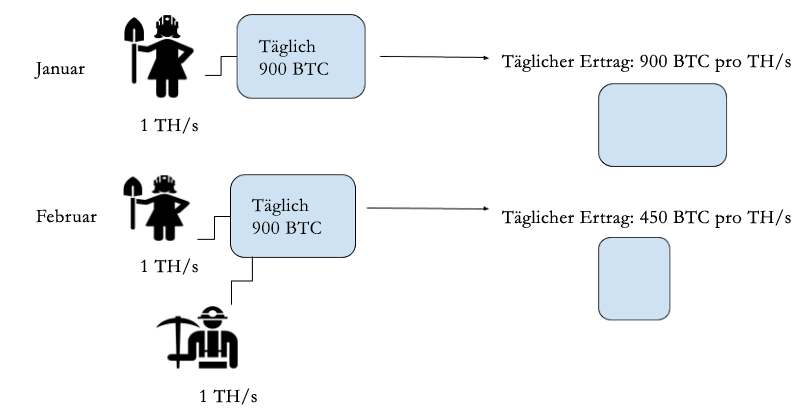 Täglich
900 BTC
Täglicher Ertrag: 900 BTC pro TH/s
Januar
1 TH/s
Täglich
900 BTC
Täglicher Ertrag: 450 BTC pro TH/s
Februar
1 TH/s
1 TH/s